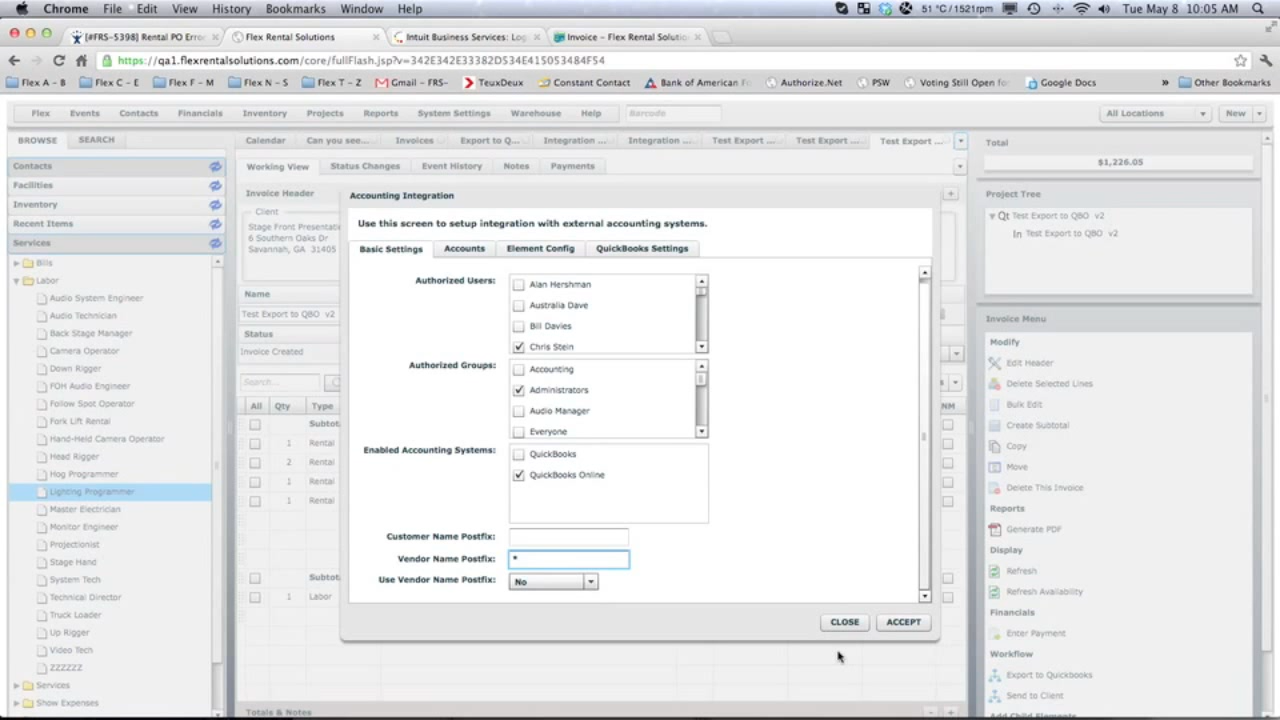 Chrome File Edit View History Bookmarks Window Help 51 °C / 1521rpm Tue May 8 10:05 AM
[#FRS-5398] Rental PO Error Flex Rental Solutions Intuit Business Services: Log Invoice – Flex Rental Solutio
https://qa1.flexrentalsolutions.com/core/fullFlash.jsp?v=342E342E33382D534E415053484F54
Flex A – B Flex C – E Flex F – M Flex N – S Flex T – Z Gmail – FRS– TeuxDeux Constant Contact Bank of American Fo Authorize.Net PSW Voting Still Open for Google Docs » Other Bookmarks
Flex Events Contacts Financials Inventory Projects Reports System Settings Warehouse Help Barcode All Locations New
BROWSE SEARCH
Contacts
Facilities
Inventory
Recent Items
Services
Bills
Labor
Audio System Engineer
Audio Technician
Back Stage Manager
Camera Operator
Down Rigger
FOH Audio Engineer
Follow Spot Operator
Fork Lift Rental
Hand-Held Camera Operator
Head Rigger
Hog Programmer
Lighting Programmer
Master Electrician
Monitor Engineer
Projectionist
Stage Hand
System Tech
Technical Director
Truck Loader
Up Rigger
Video Tech
ZZZZZZ
Services
Show Expenses
Calendar Can you see... Invoices Export to Q... Integration ... Integration ... Test Export ... Test Export ... Test Export ...
Working View Status Changes Event History Notes Payments
Invoice Header
Client
Stage Front Presentati
6 Southern Oaks Dr
Savannah, GA 31405
Name
Test Export to QBO v2
Status
Invoice Created
Search...
All Qty Type NM
Subtot
1 Rental
2 Rental
1 Rental
1 Rental
Subtot
1 Labor
Totals & Notes
Accounting Integration
Use this screen to setup integration with external accounting systems.
Basic Settings Accounts Element Config QuickBooks Settings
Authorized Users:
Alan Hershman
Australia Dave
Bill Davies
Chris Stein
Authorized Groups:
Accounting
Administrators
Audio Manager
Everyone
Enabled Accounting Systems:
QuickBooks
QuickBooks Online
Customer Name Postfix:
Vendor Name Postfix: *
Use Vendor Name Postfix: No
CLOSE ACCEPT
Total
$1,226.05
Project Tree
Qt Test Export to QBO v2
In Test Export to QBO v2
Invoice Menu
Modify
Edit Header
Delete Selected Lines
Bulk Edit
Create Subtotal
Copy
Move
Delete This Invoice
Reports
Generate PDF
Display
Refresh
Refresh Availability
Financials
Enter Payment
Workflow
Export to Quickbooks
Send to Client
Add Child Elements